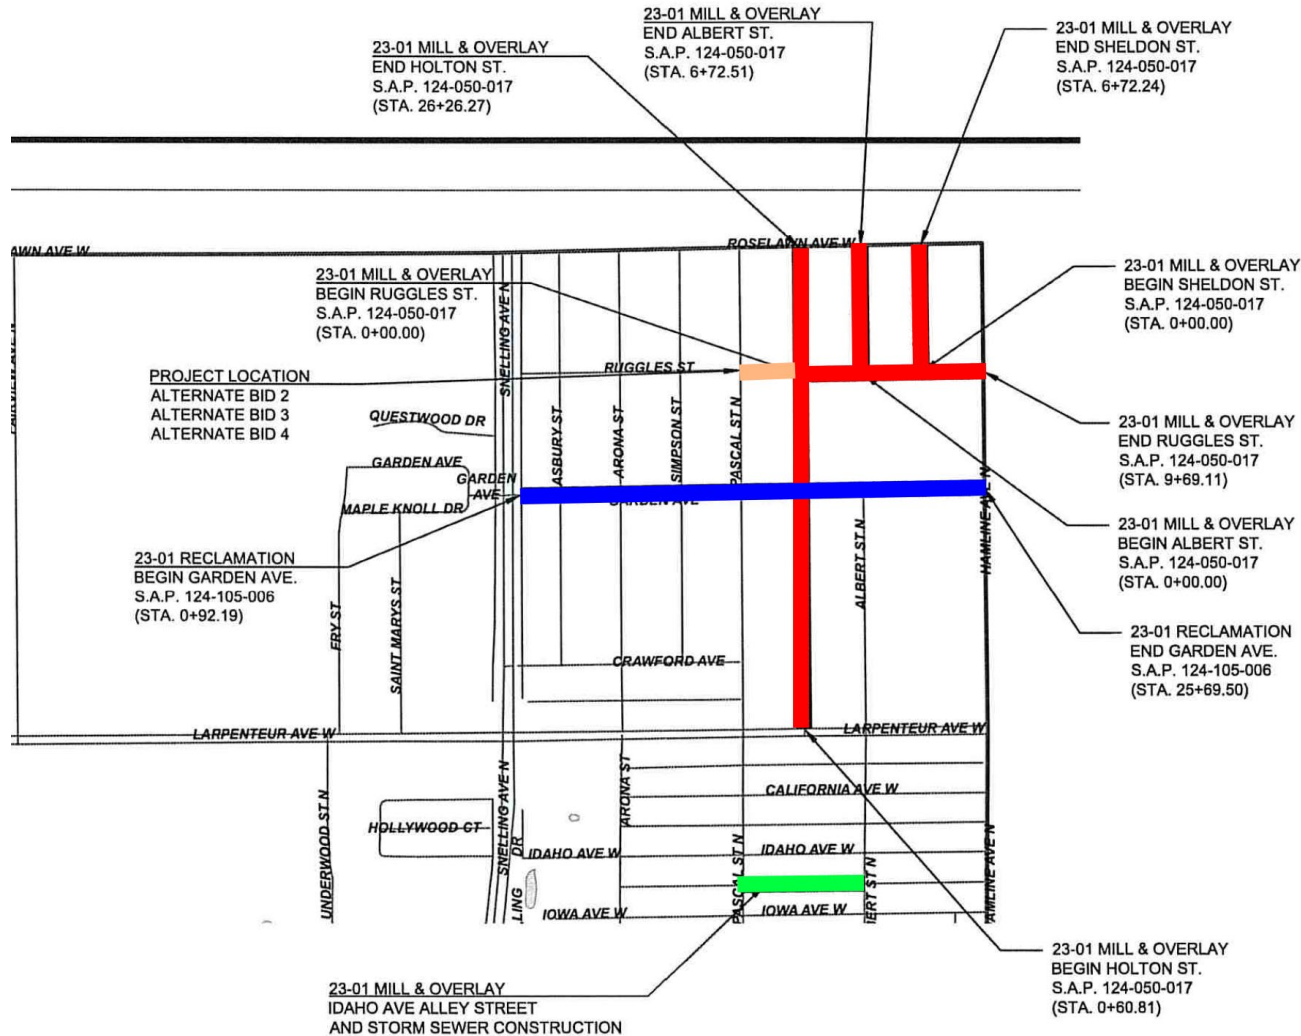 23-01 MILL & OVERLAY
END ALBERT ST.
S.A.P. 124-050-017
(STA. 6+72.51)
23-01 MILL & OVERLAY
END SHELDON ST.
S.A.P. 124-050-017
(STA. 6+72.24)
23-01 MILL & OVERLAY
END HOLTON ST.
S.A.P. 124-050-017
(STA. 26+26.27)
AWN AVE W
ROSELAWN AVE W
23-01 MILL & OVERLAY
BEGIN RUGGLES ST.
S.A.P. 124-050-017
(STA. 0+00.00)
23-01 MILL & OVERLAY
BEGIN SHELDON ST.
S.A.P. 124-050-017
(STA. 0+00.00)
FAIRVIEW AVE N
SNELLING AVE N
RUGGLES ST
PROJECT LOCATION
ALTERNATE BID 2
ALTERNATE BID 3
ALTERNATE BID 4
QUESTWOOD DR
ASBURY ST
ARONA ST
SIMPSON ST
PASCAL ST N
23-01 MILL & OVERLAY
END RUGGLES ST.
S.A.P. 124-050-017
(STA. 9+69.11)
GARDEN AVE
GARDEN
AVE
MAPLE KNOLL DR
GARDEN AVE
HAMLINE AVE N
23-01 MILL & OVERLAY
BEGIN ALBERT ST.
S.A.P. 124-050-017
(STA. 0+00.00)
23-01 RECLAMATION
BEGIN GARDEN AVE.
S.A.P. 124-105-006
(STA. 0+92.19)
FRY ST
SAINT MARYS ST
ALBERT ST N
23-01 RECLAMATION
END GARDEN AVE.
S.A.P. 124-105-006
(STA. 25+69.50)
CRAWFORD AVE
LARPENTEUR AVE W
LARPENTEUR AVE W
UNDERWOOD ST N
SNELLING AVE N
ARONA ST
CALIFORNIA AVE W
HOLLYWOOD CT
LING DR
IDAHO AVE W
IDAHO AVE W
PASCAL ST N
BERT ST N
AMLINE AVE N
IOWA AVE W
IOWA AVE W
23-01 MILL & OVERLAY
BEGIN HOLTON ST.
S.A.P. 124-050-017
(STA. 0+60.81)
23-01 MILL & OVERLAY
IDAHO AVE ALLEY STREET
AND STORM SEWER CONSTRUCTION